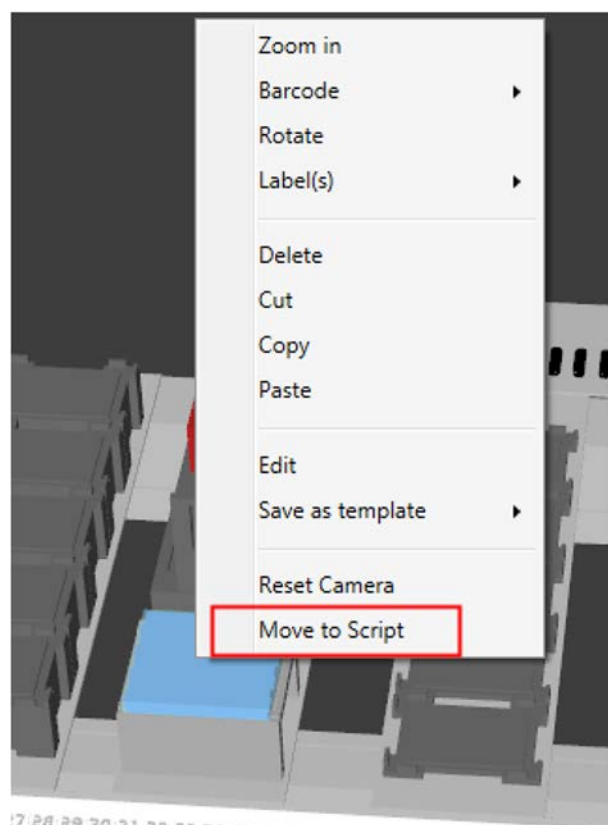 Zoom in
Barcode
Rotate
Label(s)
Delete
Cut
Copy
Paste
Edit
Save as template
Reset Camera
Move to Script